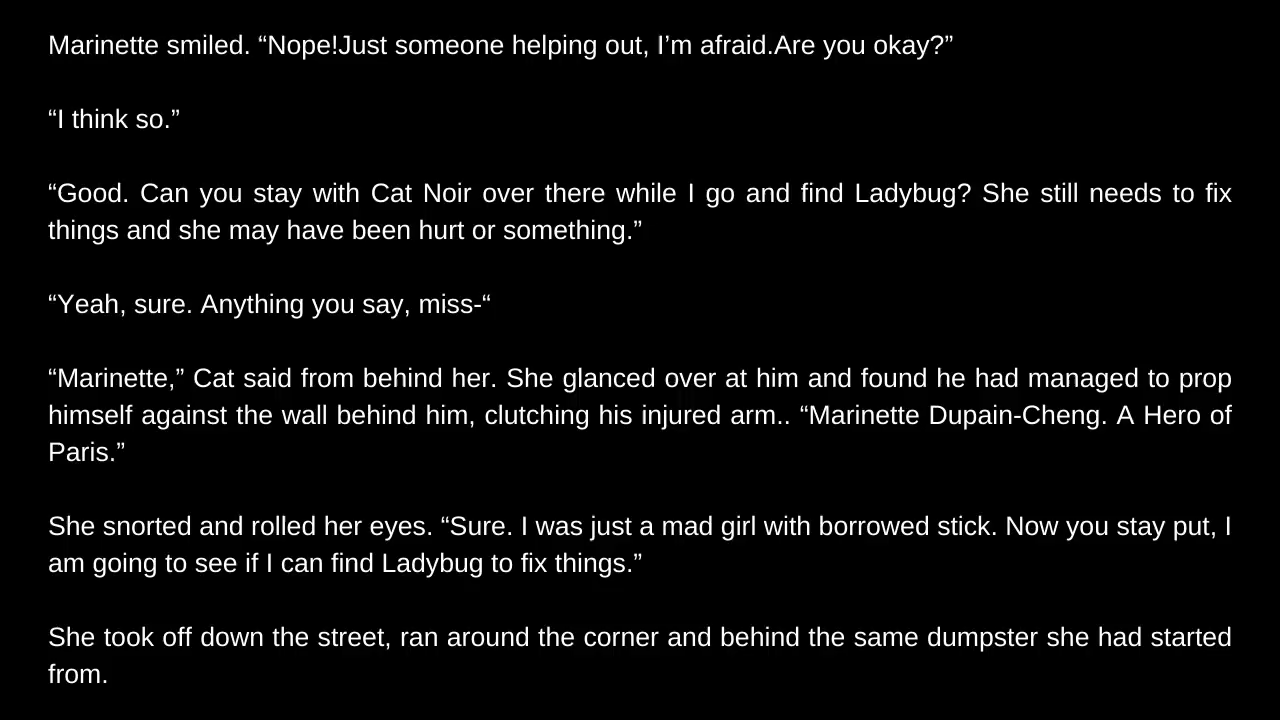 Marinette smiled. “Nope!Just someone helping out, I’m afraid.Are you okay?”
“I think so.”
“Good. Can you stay with Cat Noir over there while I go and find Ladybug? She still needs to fix
things and she may have been hurt or something.”
“Yeah, sure. Anything you say, miss-“
“Marinette,” Cat said from behind her. She glanced over at him and found he had managed to prop
himself against the wall behind him, clutching his injured arm.. “Marinette Dupain-Cheng. A Hero of
Paris.”
She snorted and rolled her eyes. “Sure. I was just a mad girl with borrowed stick. Now you stay put, I
am going to see if I can find Ladybug to fix things.”
She took off down the street, ran around the corner and behind the same dumpster she had started
from.